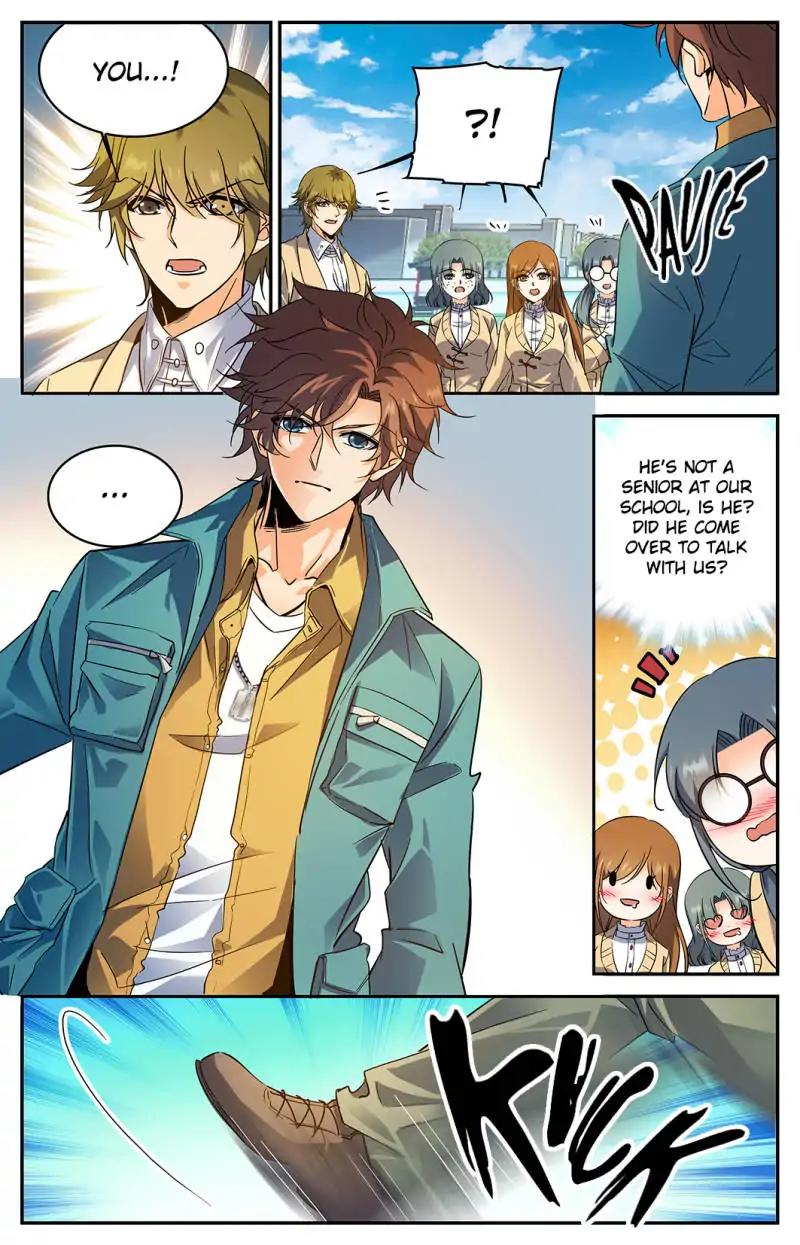 YOU...!
?!
PAUSE
...
HE'S NOT A
SENIOR AT OUR
SCHOOL, IS HE?
DID HE COME
OVER TO TALK
WITH US?
KICK